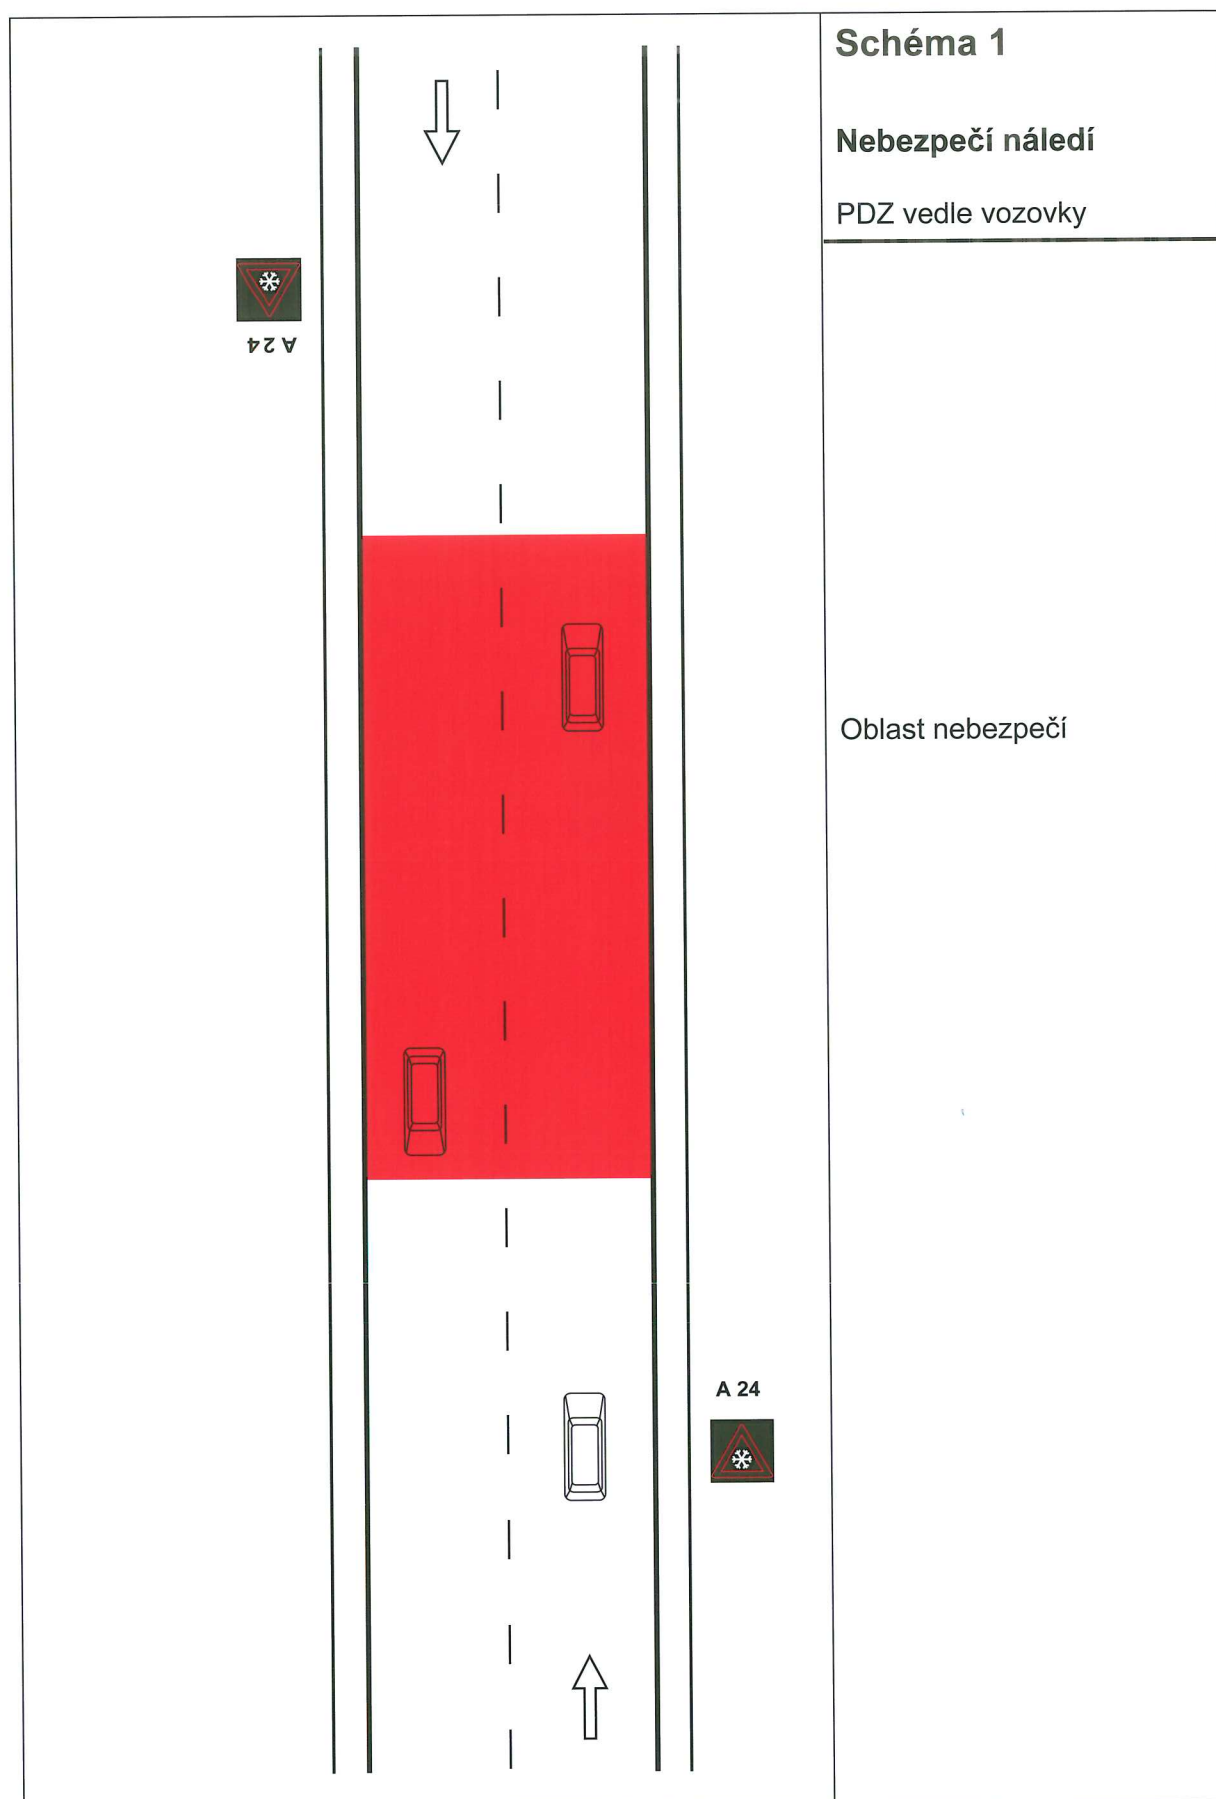 Schéma 1
Nebezpečí náledí
PDZ vedle vozovky
A 24
Oblast nebezpečí
A 24